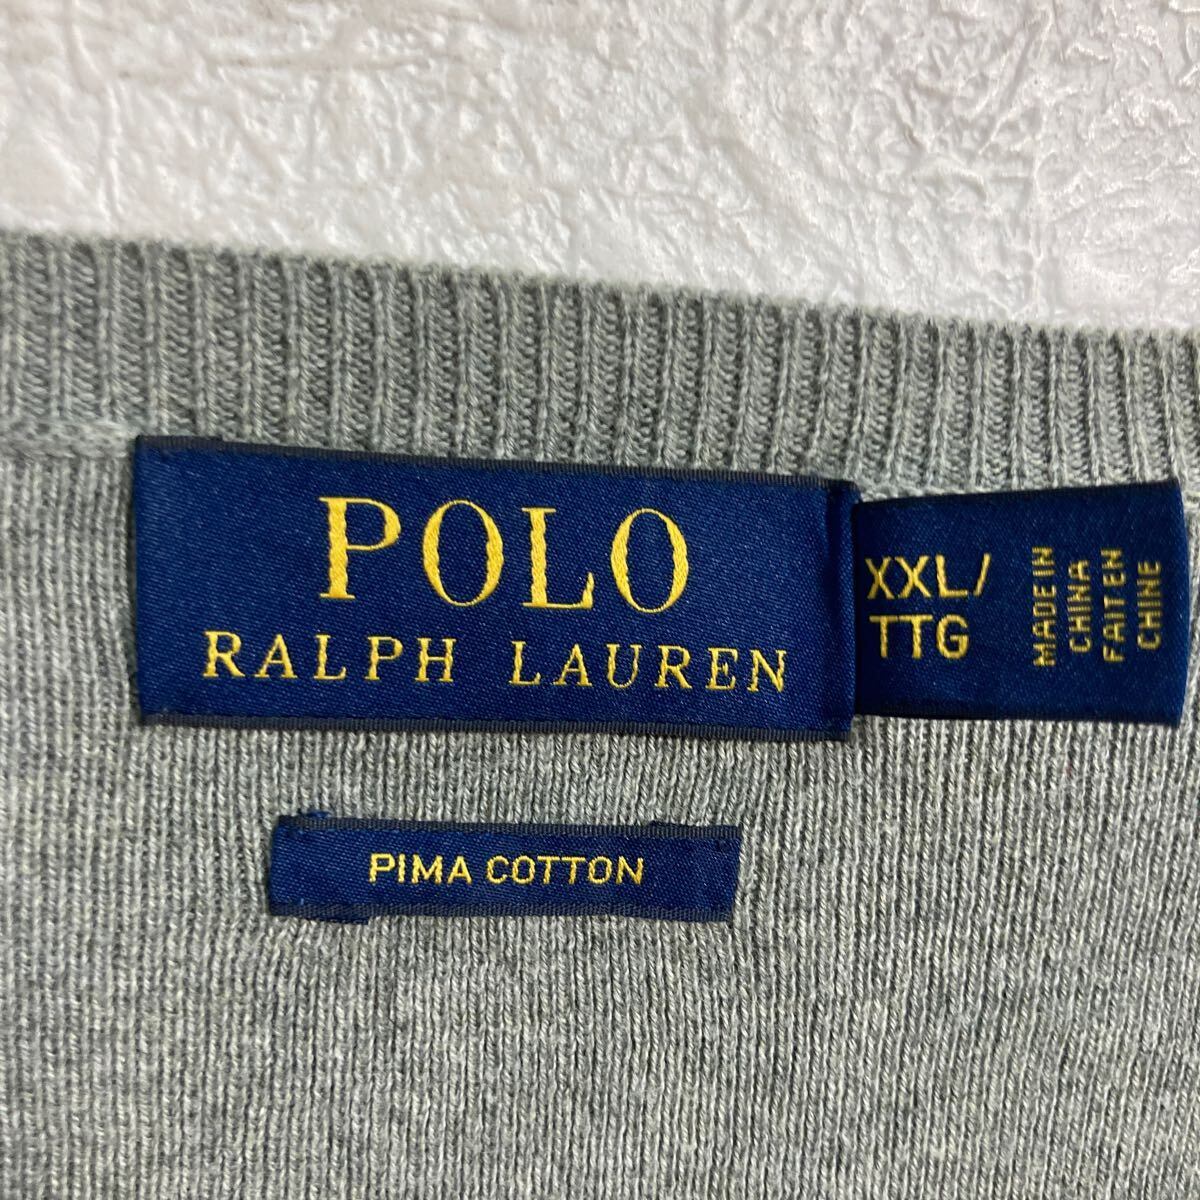 POLO
RALPH LAUREN
XXL/
TTG
MADE IN
CHINA
FAIT EN
CHINE
PIMA COTTON